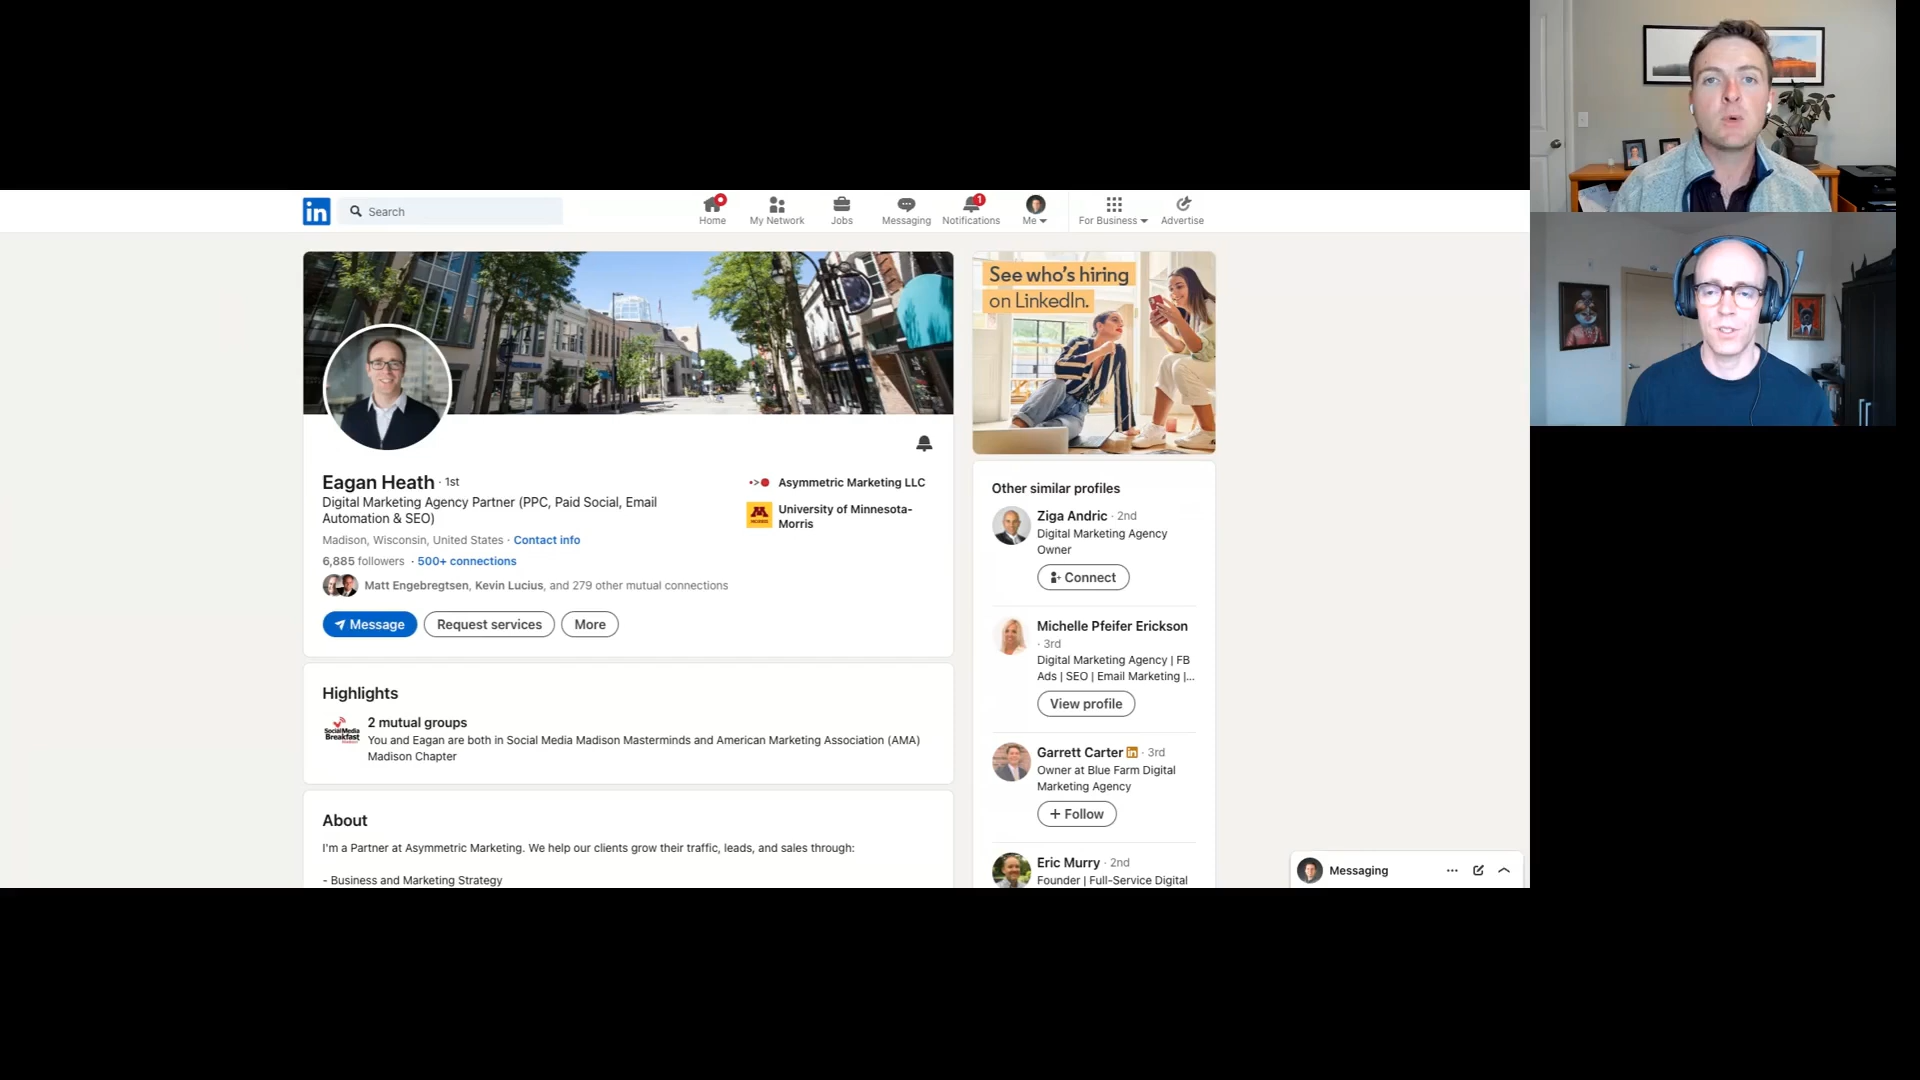 in
Search
Home
My Network
Jobs
Messaging
1
Notifications
Me
For Business
Advertise
Eagan Heath · 1st
Digital Marketing Agency Partner (PPC, Paid Social, Email
Automation & SEO)
Madison, Wisconsin, United States · Contact info
6,885 followers · 500+ connections
Matt Engebregtsen, Kevin Lucius, and 279 other mutual connections
Message
Request services
More
Asymmetric Marketing LLC
University of Minnesota-
Morris
Highlights
Social Media
Breakfast
2 mutual groups
You and Eagan are both in Social Media Madison Masterminds and American Marketing Association (AMA)
Madison Chapter
About
I'm a Partner at Asymmetric Marketing. We help our clients grow their traffic, leads, and sales through:
- Business and Marketing Strategy
See who's hiring
on LinkedIn.
Other similar profiles
Ziga Andric · 2nd
Digital Marketing Agency
Owner
Connect
Michelle Pfeifer Erickson
· 3rd
Digital Marketing Agency | FB
Ads | SEO | Email Marketing |...
View profile
Garrett Carter in · 3rd
Owner at Blue Farm Digital
Marketing Agency
+ Follow
Eric Murry · 2nd
Founder | Full-Service Digital
Messaging